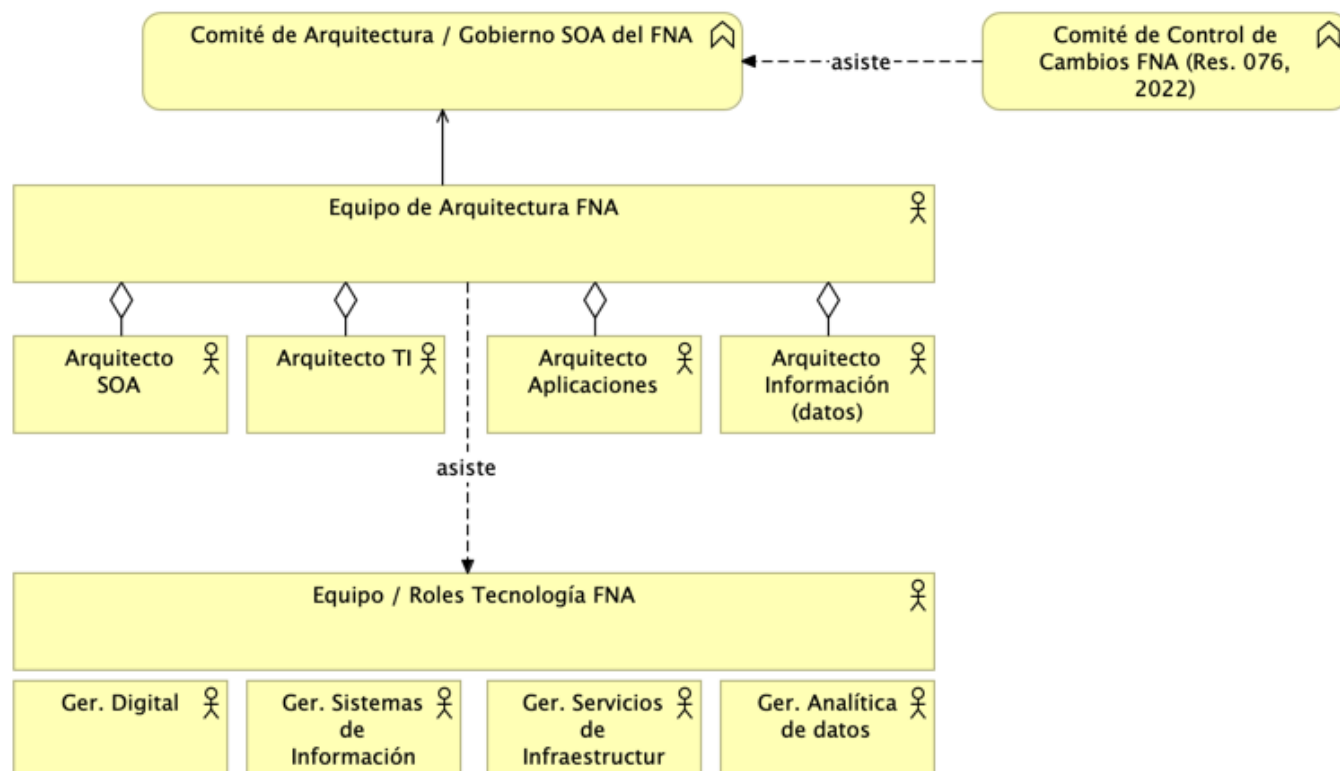 Comité de Arquitectura / Gobierno SOA del FNA
asiste
Comité de Control de
Cambios FNA (Res. 076,
2022)
Equipo de Arquitectura FNA
Arquitecto
SOA
Arquitecto TI
Arquitecto
Aplicaciones
Arquitecto
Información
(datos)
asiste
Equipo / Roles Tecnología FNA
Ger. Digital
Ger. Sistemas
de
Información
Ger. Servicios
de
Infraestructur
Ger. Analítica
de datos